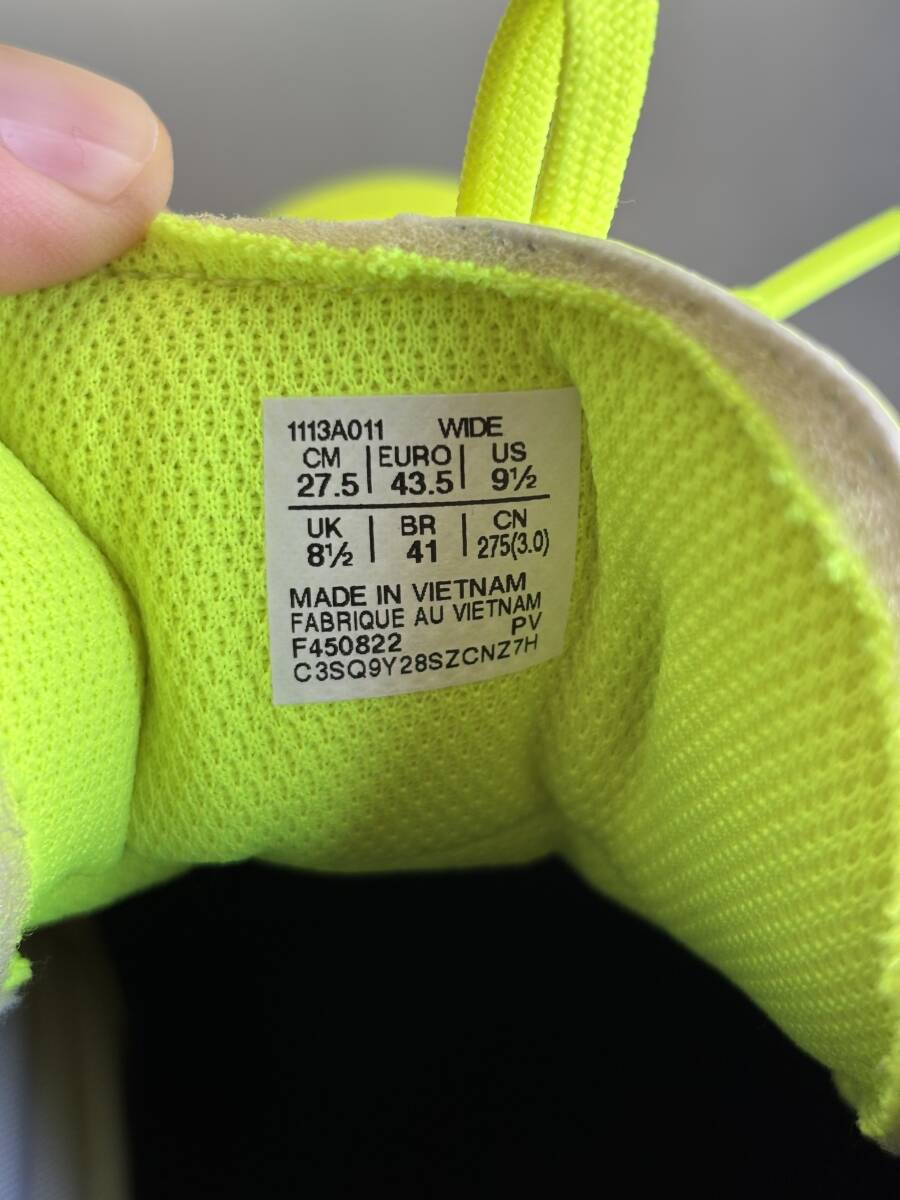 1113A011 WIDE
CM EURO US
27.5 43.5 9½
UK BR CN
8½ 41 275(3.0)
MADE IN VIETNAM
FABRIQUE AU VIETNAM
F450822 PV
C3SQ9Y28SZCNZ7H